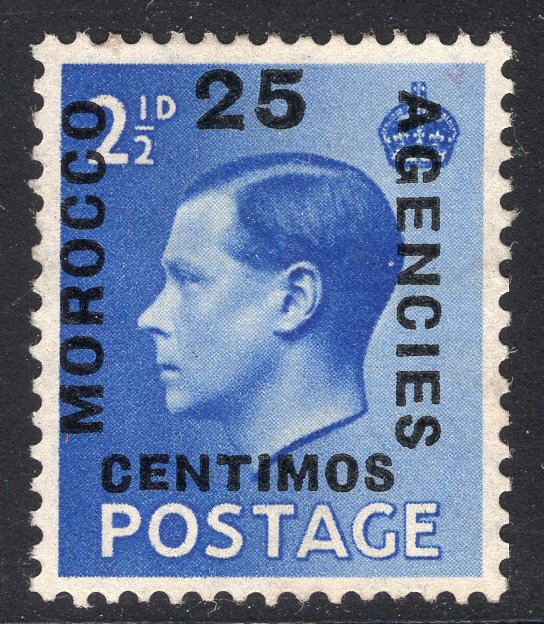 2½D
25
MOROCCO
AGENCIES
CENTIMOS
POSTAGE